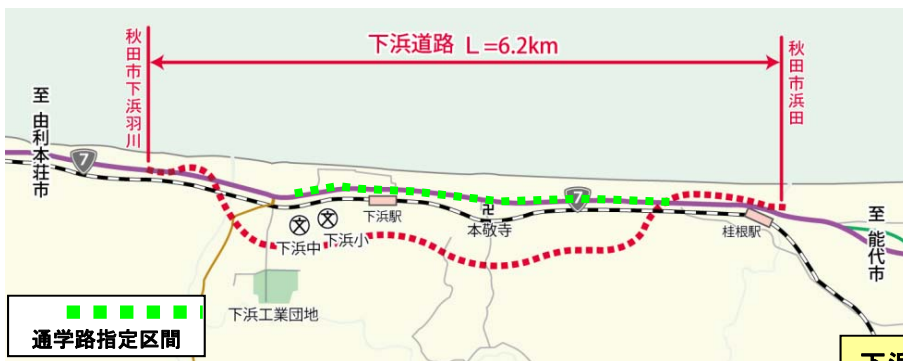 下浜道路 L=6.2km
秋田市下浜羽川
秋田市浜田
至 由利本荘市
7
7
下浜駅
卍
本敬寺
文
文
下浜中
下浜小
桂根駅
至 能代市
下浜工業団地
通学路指定区間